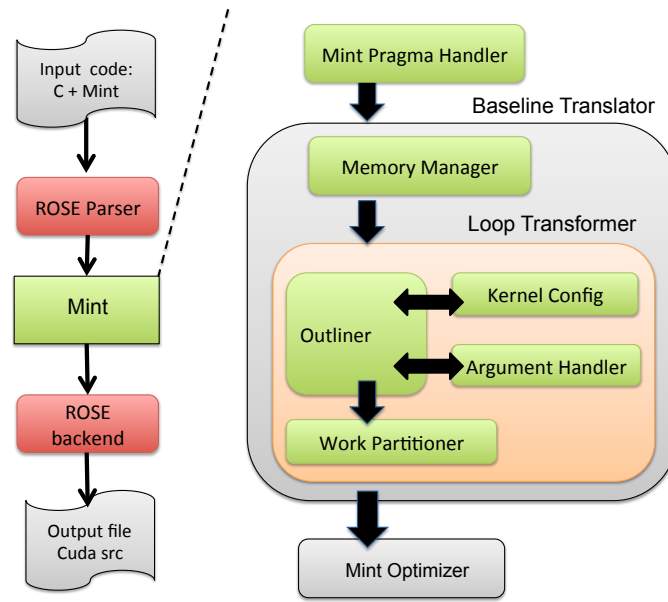 Input code:
C + Mint
ROSE Parser
Mint
ROSE
backend
Output file
Cuda src
Mint Pragma Handler
Baseline Translator
Memory Manager
Loop Transformer
Outliner
Kernel Config
Argument Handler
Work Partitioner
Mint Optimizer